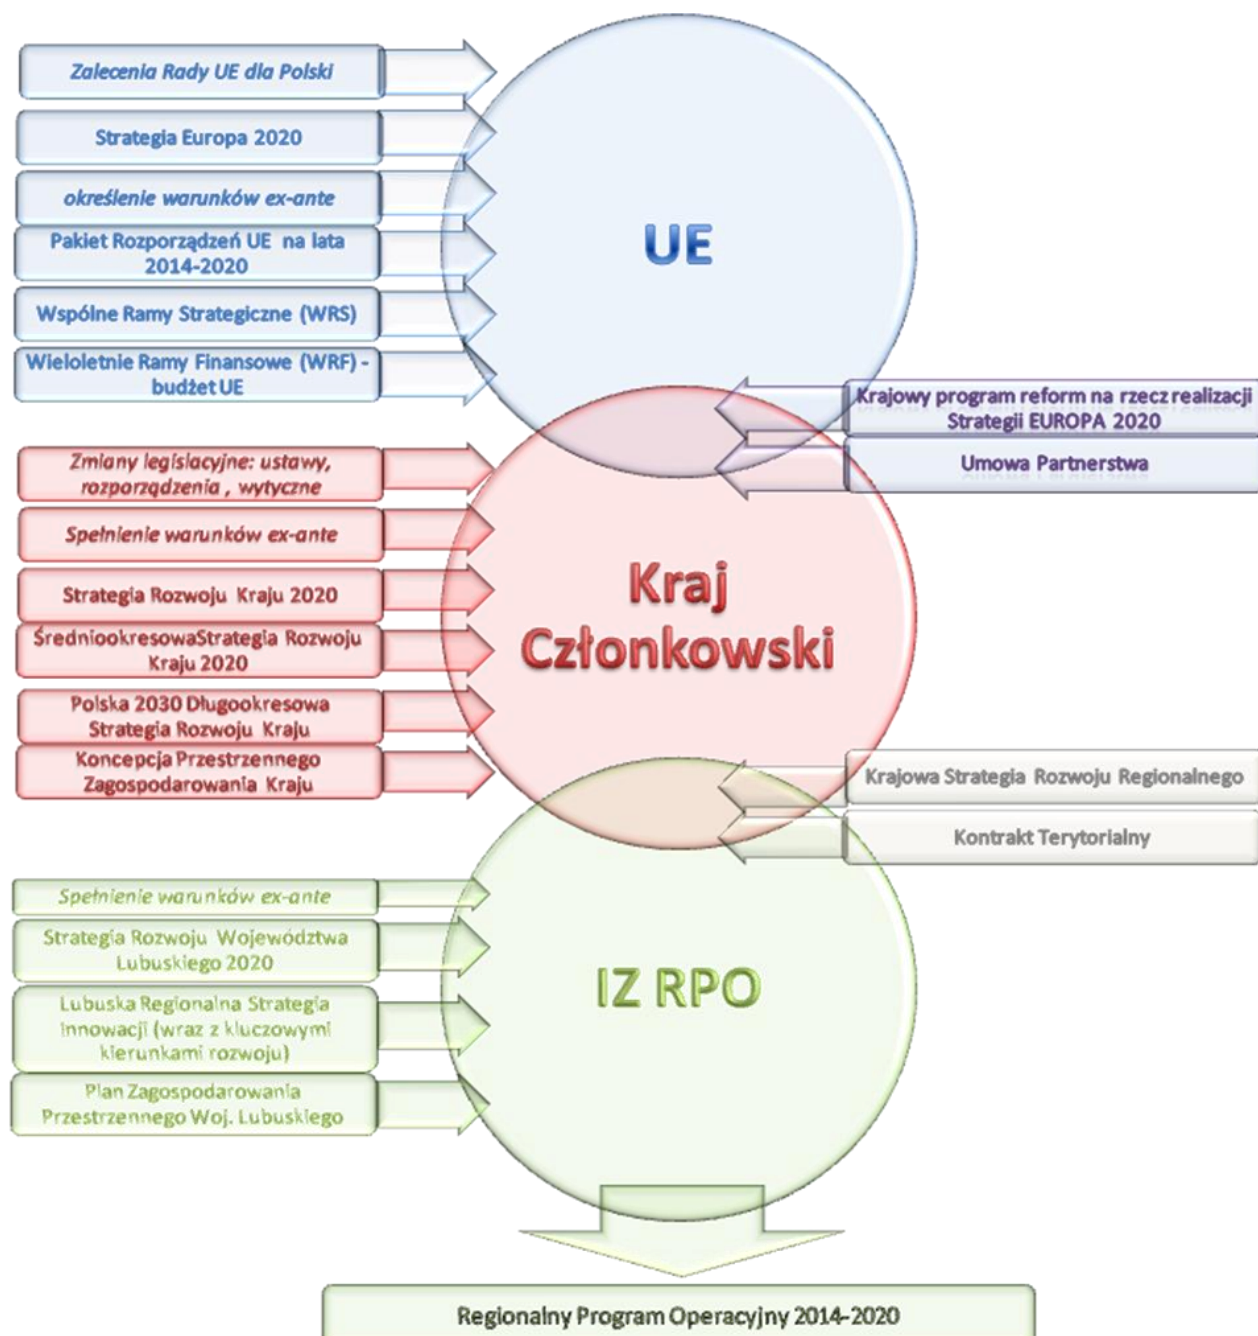 Zalecenia Rady UE dla Polski
Strategia Europa 2020
określenie warunków ex-ante
Pakiet Rozporządzeń UE na lata
2014-2020
Wspólne Ramy Strategiczne (WRS)
Wieloletnie Ramy Finansowe (WRF) -
budżet UE
UE
Krajowy program reform na rzecz realizacji
Strategii EUROPA 2020
Umowa Partnerstwa
Zmiany legislacyjne: ustawy,
rozporządzenia , wytyczne
Spełnienie warunków ex-ante
Strategia Rozwoju Kraju 2020
ŚredniookresowaStrategia Rozwoju
Kraju 2020
Polska 2030 Długookresowa
Strategia Rozwoju Kraju
Koncepcja Przestrzennego
Zagospodarowania Kraju
Kraj
Członkowski
Krajowa Strategia Rozwoju Regionalnego
Kontrakt Terytorialny
Spełnienie warunków ex-ante
Strategia Rozwoju Województwa
Lubuskiego 2020
Lubuska Regionalna Strategia
Innowacji (wraz z kluczowymi
kierunkami rozwoju)
Plan Zagospodarowania
Przestrzennego Woj. Lubuskiego
IZ RPO
Regionalny Program Operacyjny 2014-2020